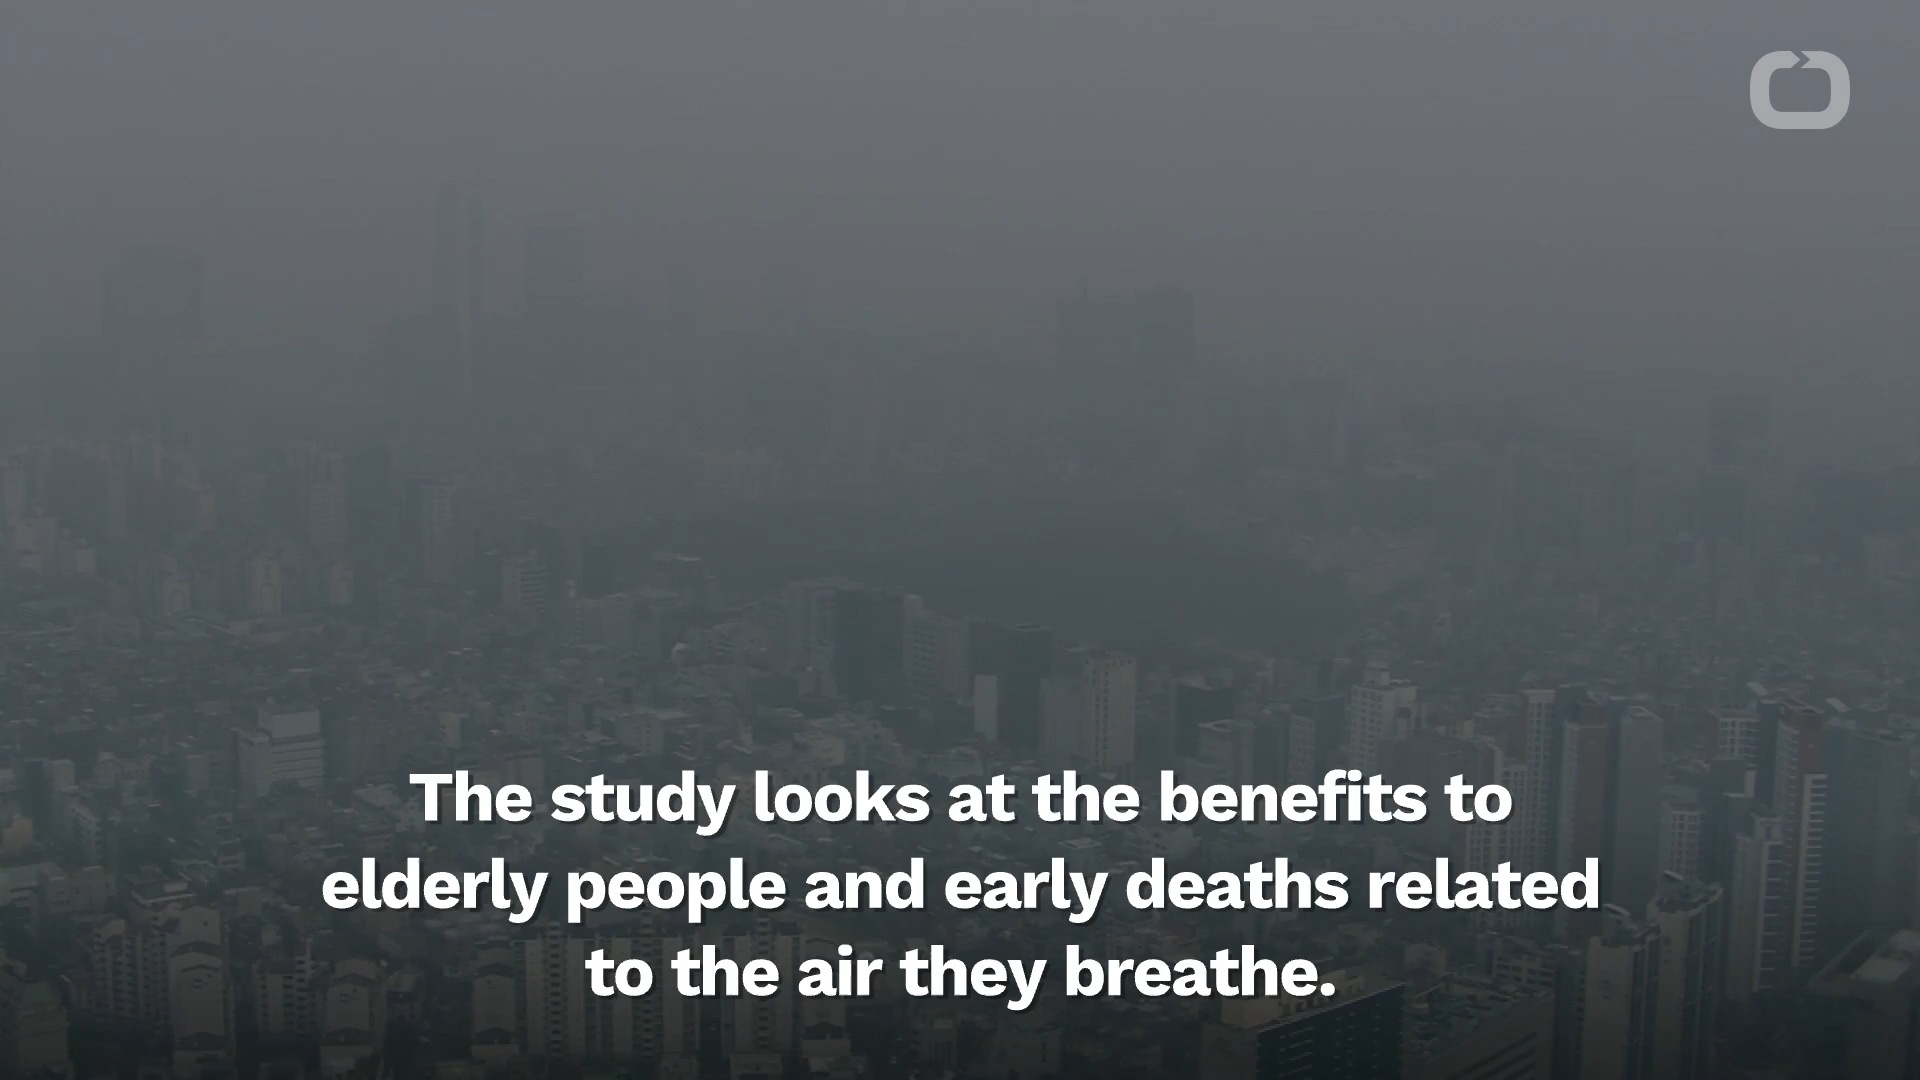 The study looks at the benefits to
elderly people and early deaths related
to the air they breathe.